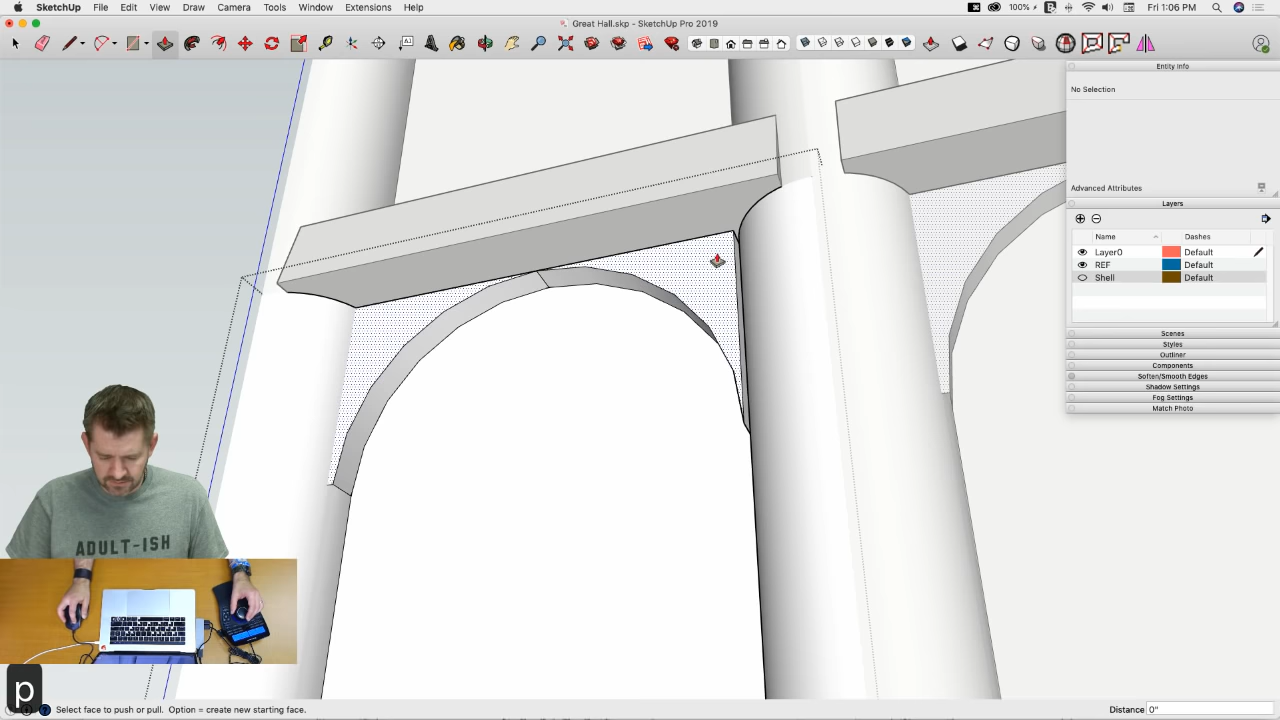 SketchUp File Edit View Draw Camera Tools Window Extensions Help
100% Fri 1:06 PM
Great Hall.skp - SketchUp Pro 2019
Entity Info
No Selection
Advanced Attributes
Layers
Name Dashes
Layer0 Default
REF Default
Shell Default
Scenes
Styles
Outliner
Components
Soften/Smooth Edges
Shadow Settings
Fog Settings
Match Photo
ADULT-ISH
p
Select face to push or pull. Option = create new starting face.
Distance 0"